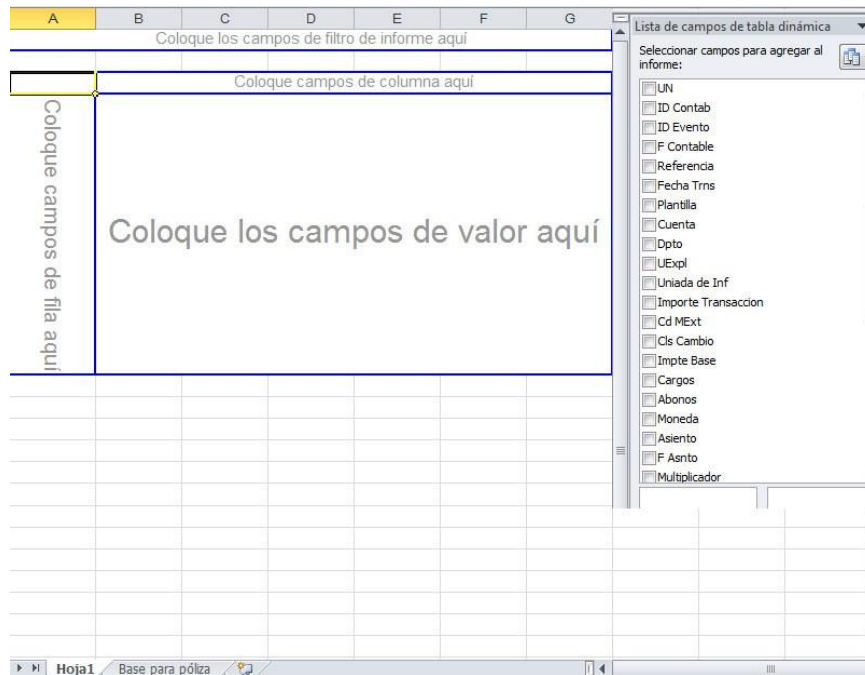 A B C D E F G
Coloque los campos de filtro de informe aquí
Coloque campos de columna aquí
Coloque campos de fila aquí
Coloque los campos de valor aquí
Lista de campos de tabla dinámica
Seleccionar campos para agregar al
informe:
UN
ID Contab
ID Evento
F Contable
Referencia
Fecha Trns
Plantilla
Cuenta
Dpto
UExpl
Uniada de Inf
Importe Transaccion
Cd MExt
Cls Cambio
Impte Base
Cargos
Abonos
Moneda
Asiento
F Asnto
Multiplicador
Hoja1 Base para póliza